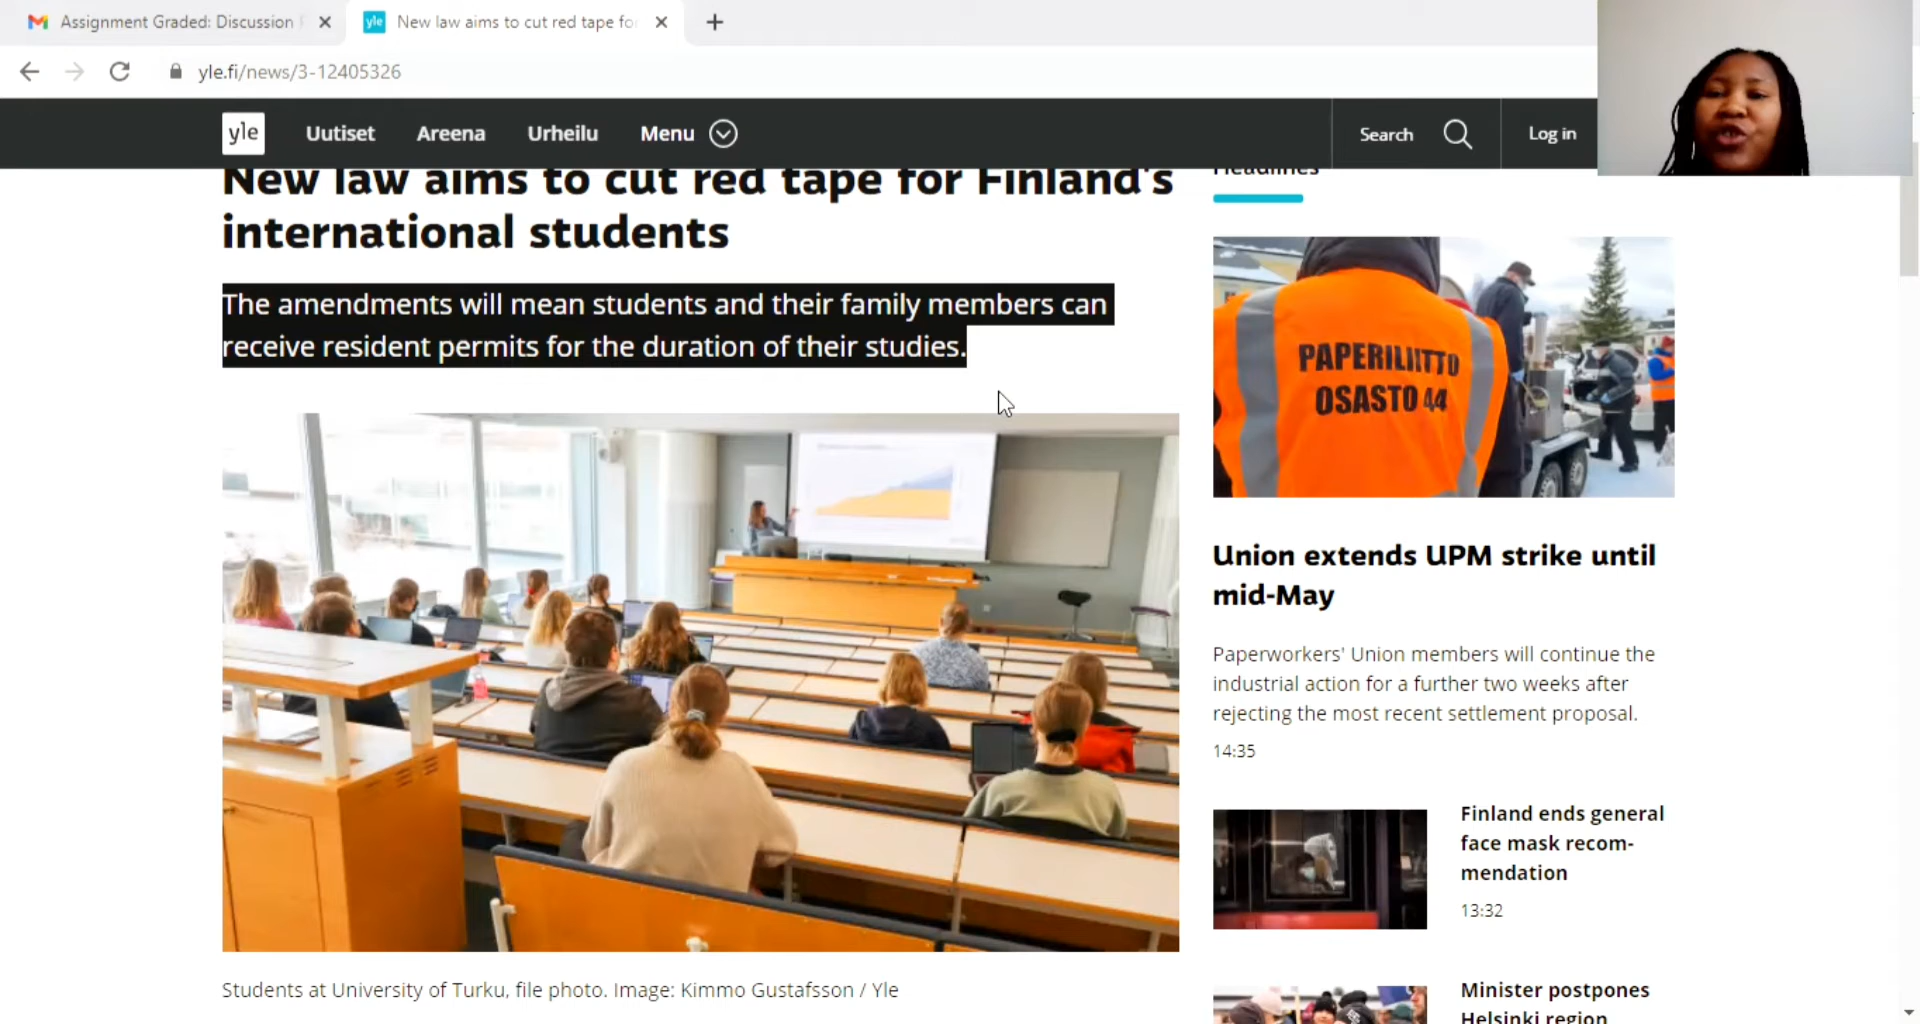 Assignment Graded: Discussion
New law aims to cut red tape fo
yle.fi/news/3-12405326
yle
Uutiset
Areena
Urheilu
Menu
Search
Log in
New law aims to cut red tape for Finland's
international students
The amendments will mean students and their family members can
receive resident permits for the duration of their studies.
Students at University of Turku, file photo. Image: Kimmo Gustafsson / Yle
Headlines
PAPERILIITTO
OSASTO 44
Union extends UPM strike until
mid-May
Paperworkers' Union members will continue the
industrial action for a further two weeks after
rejecting the most recent settlement proposal.
14:35
Finland ends general
face mask recom-
mendation
13:32
Minister postpones
Helsinki region